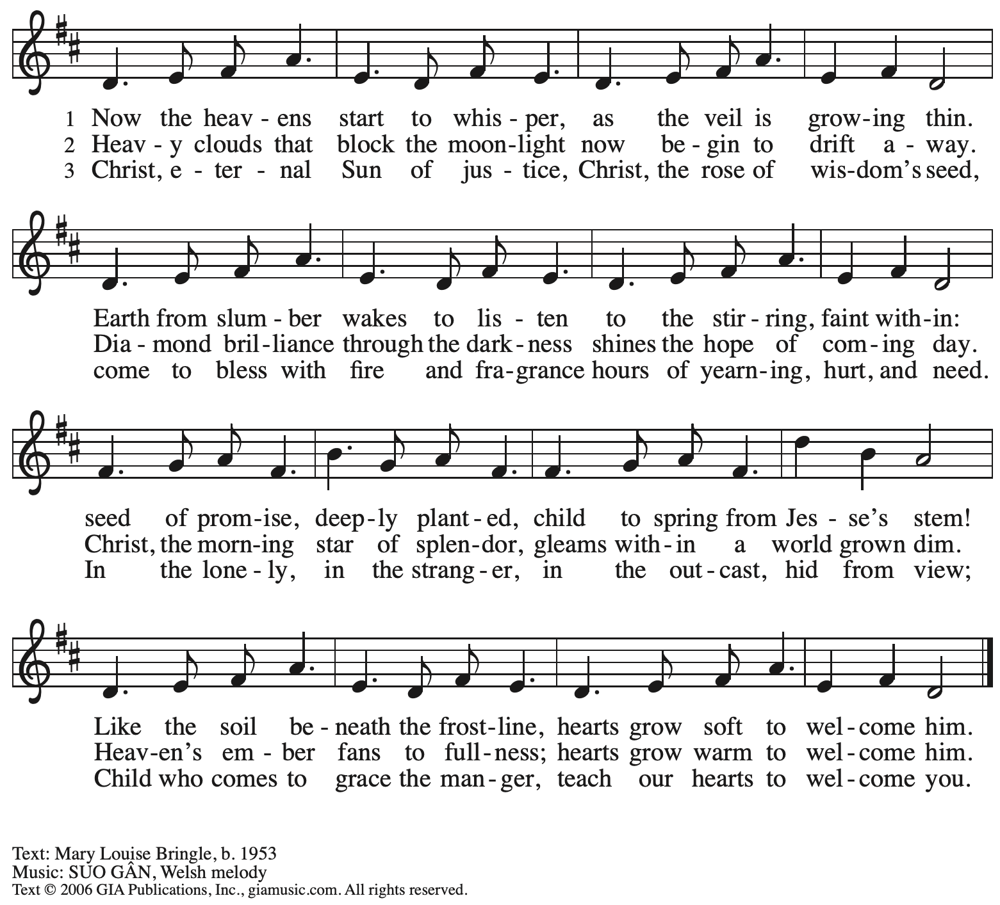 1 Now the heav - ens start to whis - per, as the veil is grow - ing thin.
2 Heav - y clouds that block the moon - light now be - gin to drift a - way.
3 Christ, e - ter - nal Sun of jus - tice, Christ, the rose of wis - dom's seed,
Earth from slum - ber wakes to lis - ten to the stir - ring, faint with - in:
Dia - mond bril - liance through the dark - ness shines the hope of com - ing day.
come to bless with fire and fra - grance hours of yearn - ing, hurt, and need.
seed of prom - ise, deep - ly plant - ed, child to spring from Jes - se's stem!
Christ, the morn - ing star of splen - dor, gleams with - in a world grown dim.
In the lone - ly, in the strang - er, in the out - cast, hid from view;
Like the soil be - neath the frost - line, hearts grow soft to wel - come him.
Heav - en's em - ber fans to full - ness; hearts grow warm to wel - come him.
Child who comes to grace the man - ger, teach our hearts to wel - come you.
Text: Mary Louise Bringle, b. 1953
Music: SUO GÂN, Welsh melody
Text © 2006 GIA Publications, Inc., giamusic.com. All rights reserved.